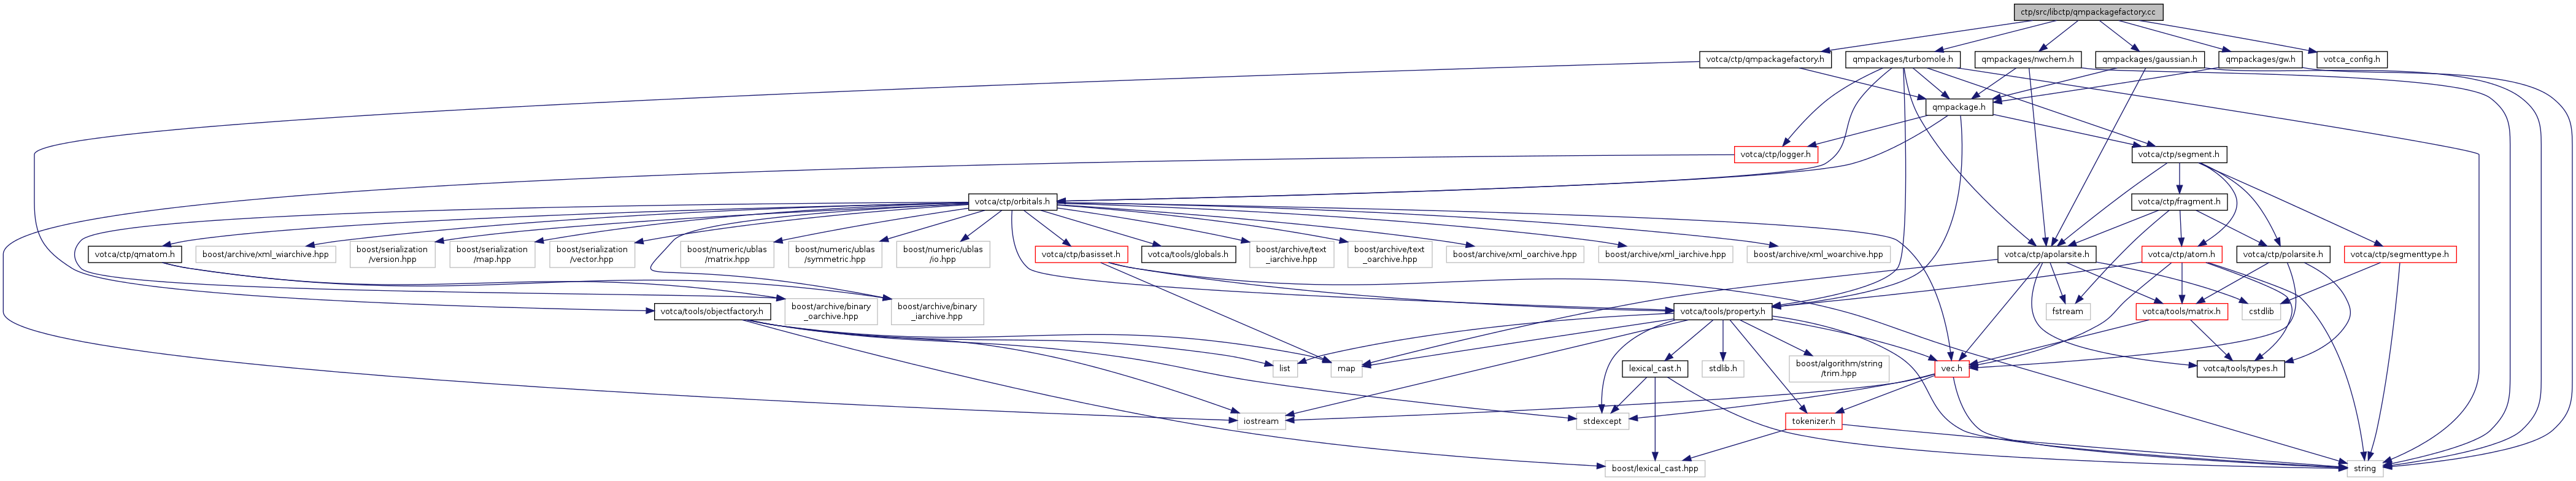 ctp/src/libctp/qmpackagefactory.cc
votca/ctp/qmpackagefactory.h
qmpackages/turbomole.h
qmpackages/nwchem.h
qmpackages/gaussian.h
qmpackages/gw.h
votca_config.h
qmpackage.h
votca/ctp/logger.h
votca/ctp/segment.h
votca/ctp/orbitals.h
votca/ctp/fragment.h
votca/ctp/qmatom.h
boost/archive/xml_wiarchive.hpp
boost/serialization
/version.hpp
boost/serialization
/map.hpp
boost/serialization
/vector.hpp
boost/numeric/ublas
/matrix.hpp
boost/numeric/ublas
/symmetric.hpp
boost/numeric/ublas
/io.hpp
votca/ctp/basisset.h
votca/tools/globals.h
boost/archive/text
_iarchive.hpp
boost/archive/text
_oarchive.hpp
boost/archive/xml_oarchive.hpp
boost/archive/xml_iarchive.hpp
boost/archive/xml_woarchive.hpp
votca/ctp/apolarsite.h
votca/ctp/atom.h
votca/ctp/polarsite.h
votca/ctp/segmenttype.h
votca/tools/objectfactory.h
boost/archive/binary
_oarchive.hpp
boost/archive/binary
_iarchive.hpp
votca/tools/property.h
fstream
votca/tools/matrix.h
cstdlib
list
map
lexical_cast.h
stdlib.h
boost/algorithm/string
/trim.hpp
vec.h
votca/tools/types.h
iostream
stdexcept
tokenizer.h
boost/lexical_cast.hpp
string